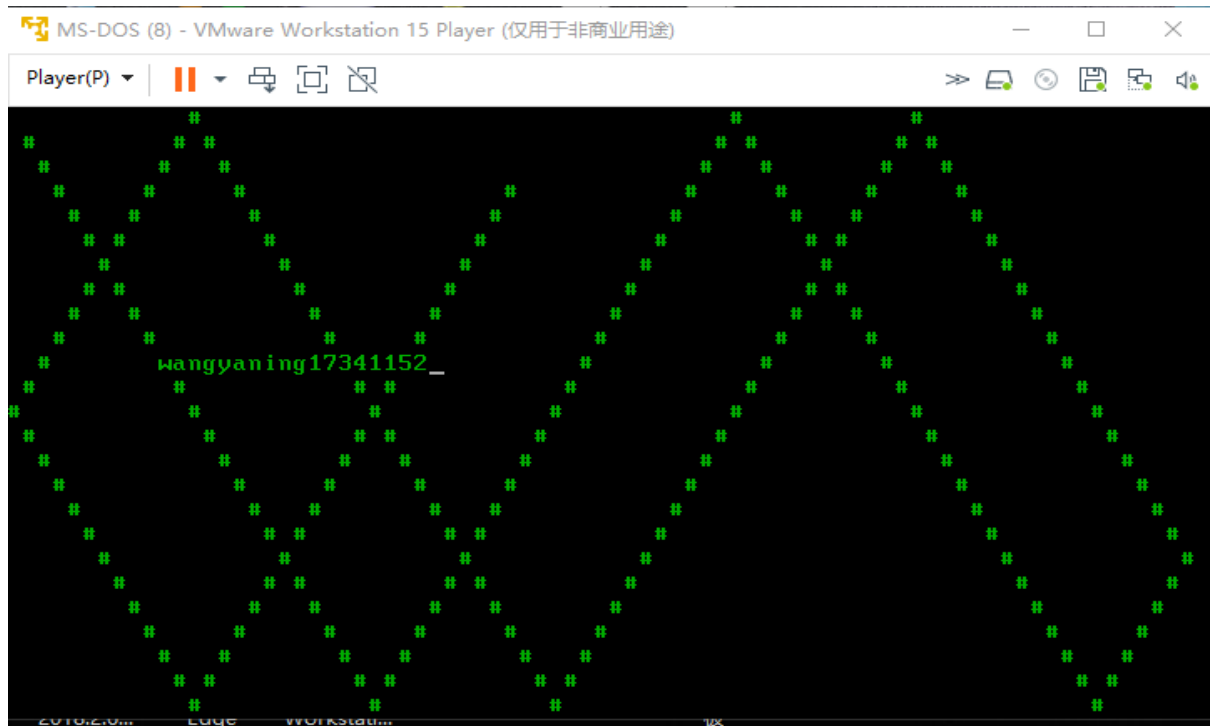 MS-DOS (8) - VMware Workstation 15 Player (仅用于非商业用途)
Player(P)
wangyaning17341152_